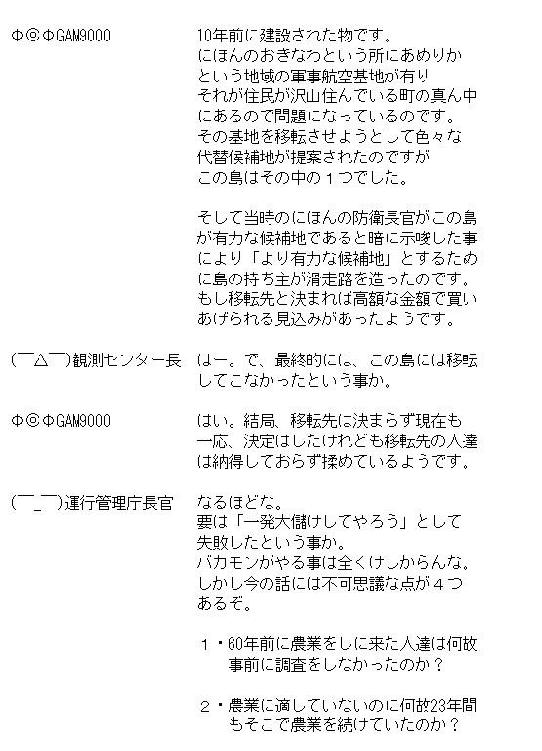 Φ◎ΦGAM9000 10年前に建設された物です。
にほんのおきなわという所にあめりか
という地域の軍事航空基地が有り
それが住民が沢山住んでいる町の真ん中
にあるので問題になっているのです。
その基地を移転させようとして色々な
代替候補地が提案されたのですが
この島はその中の１つでした。
そして当時のにほんの防衛長官がこの島
が有力な候補地であると暗に示唆した事
により「より有力な候補地」とするため
に島の持ち主が滑走路を造ったのです。
もし移転先と決まれば高額な金額で買い
あげられる見込みがあったようです。
(￣△￣)観測センター長 はー。で、最終的には、この島には移転
してこなかったという事か。
Φ◎ΦGAM9000 はい。結局、移転先に決まらず現在も
一応、決定はしたけれども移転先の人達
は納得しておらず揉めているようです。
(￣_￣)運行管理庁長官 なるほどな。
要は「一発大儲けしてやろう」として
失敗したという事か。
バカモンがやる事は全くけしからんな。
しかし今の話には不可思議な点が４つ
あるぞ。
１・60年前に農業をしに来た人達は何故
事前に調査をしなかったのか？
２・農業に適していないのに何故23年間
もそこで農業を続けていたのか？